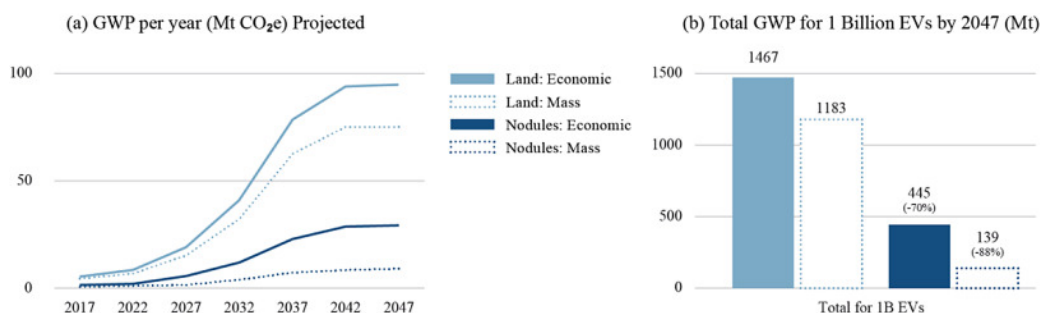 (a) GWP per year (Mt CO₂e) Projected
100
50
0
2017 2022 2027 2032 2037 2042 2047
Land: Economic
Land: Mass
Nodules: Economic
Nodules: Mass
(b) Total GWP for 1 Billion EVs by 2047 (Mt)
1500
1000
500
0
1467
1183
445
(-70%)
139
(-88%)
Total for 1B EVs